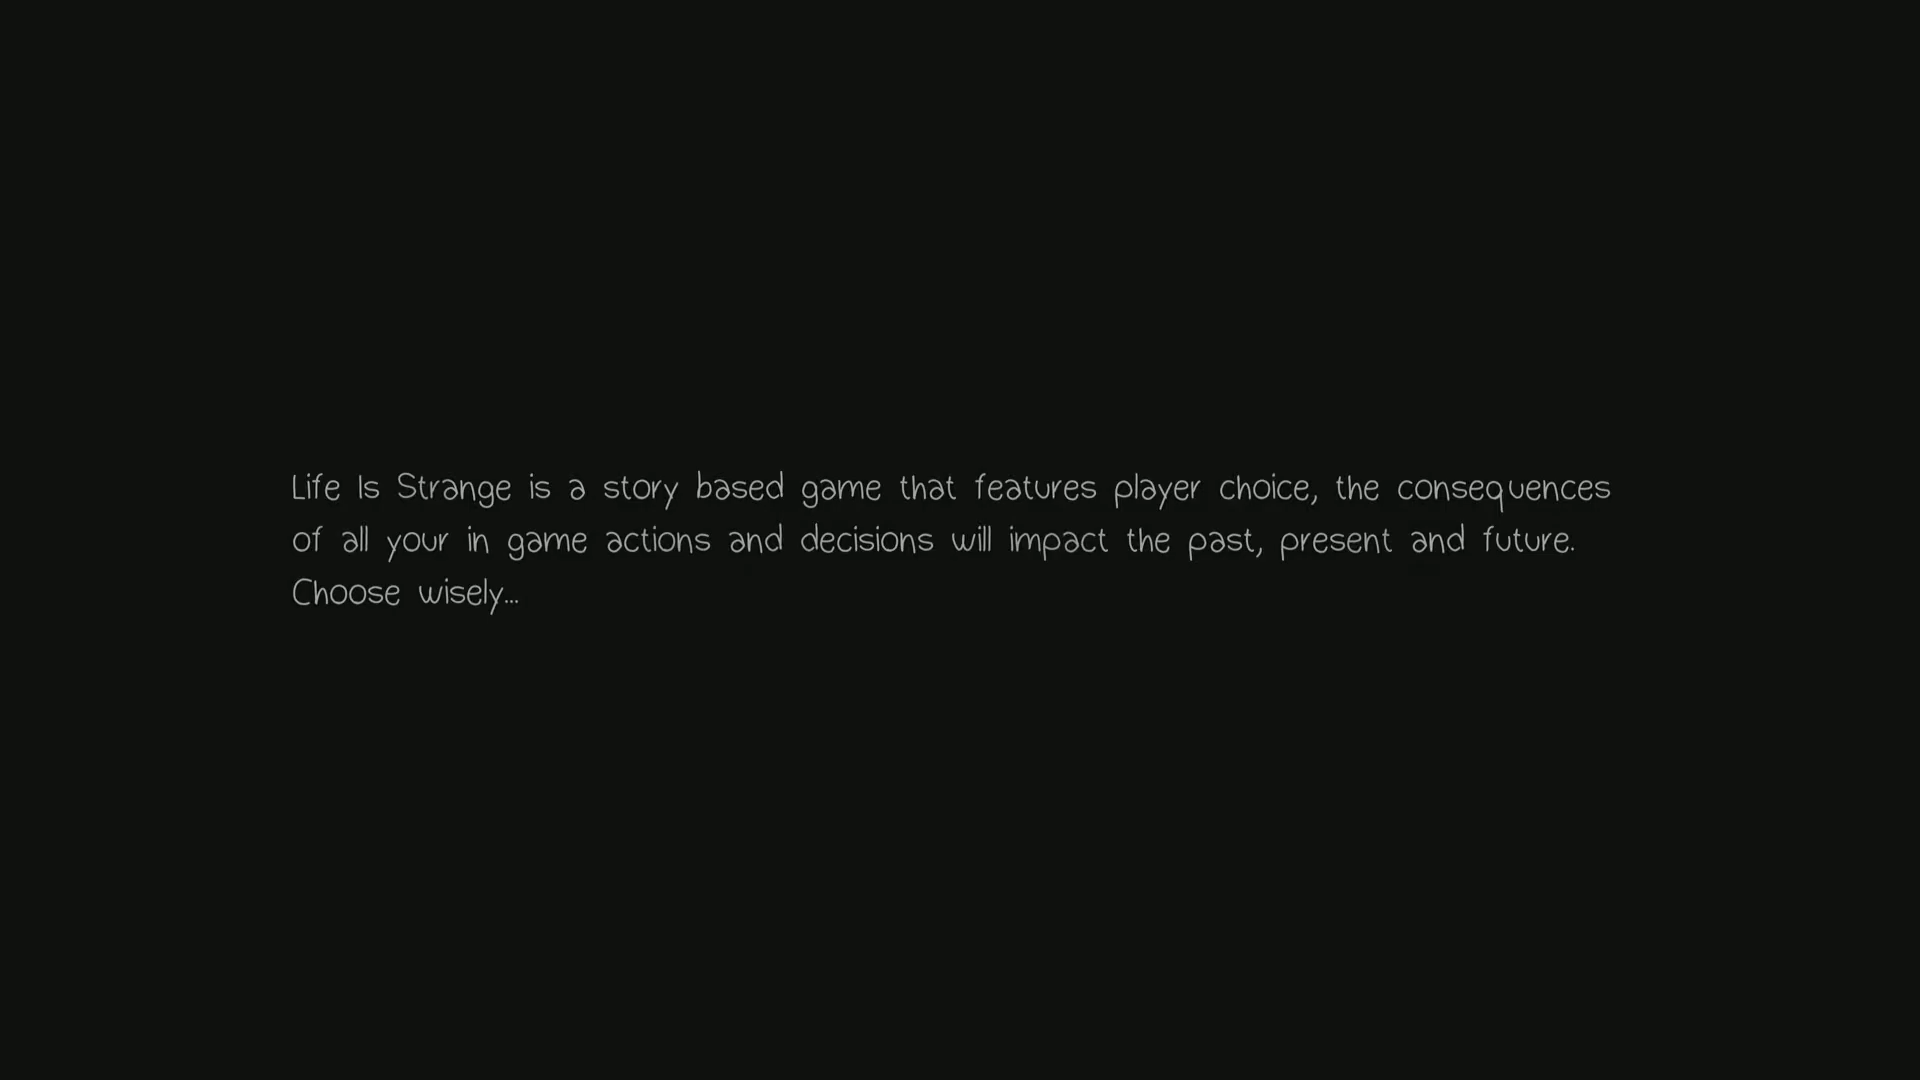 Life Is Strange is a story based game that features player choice, the consequences
of all your in game actions and decisions will impact the past, present and future.
Choose wisely...